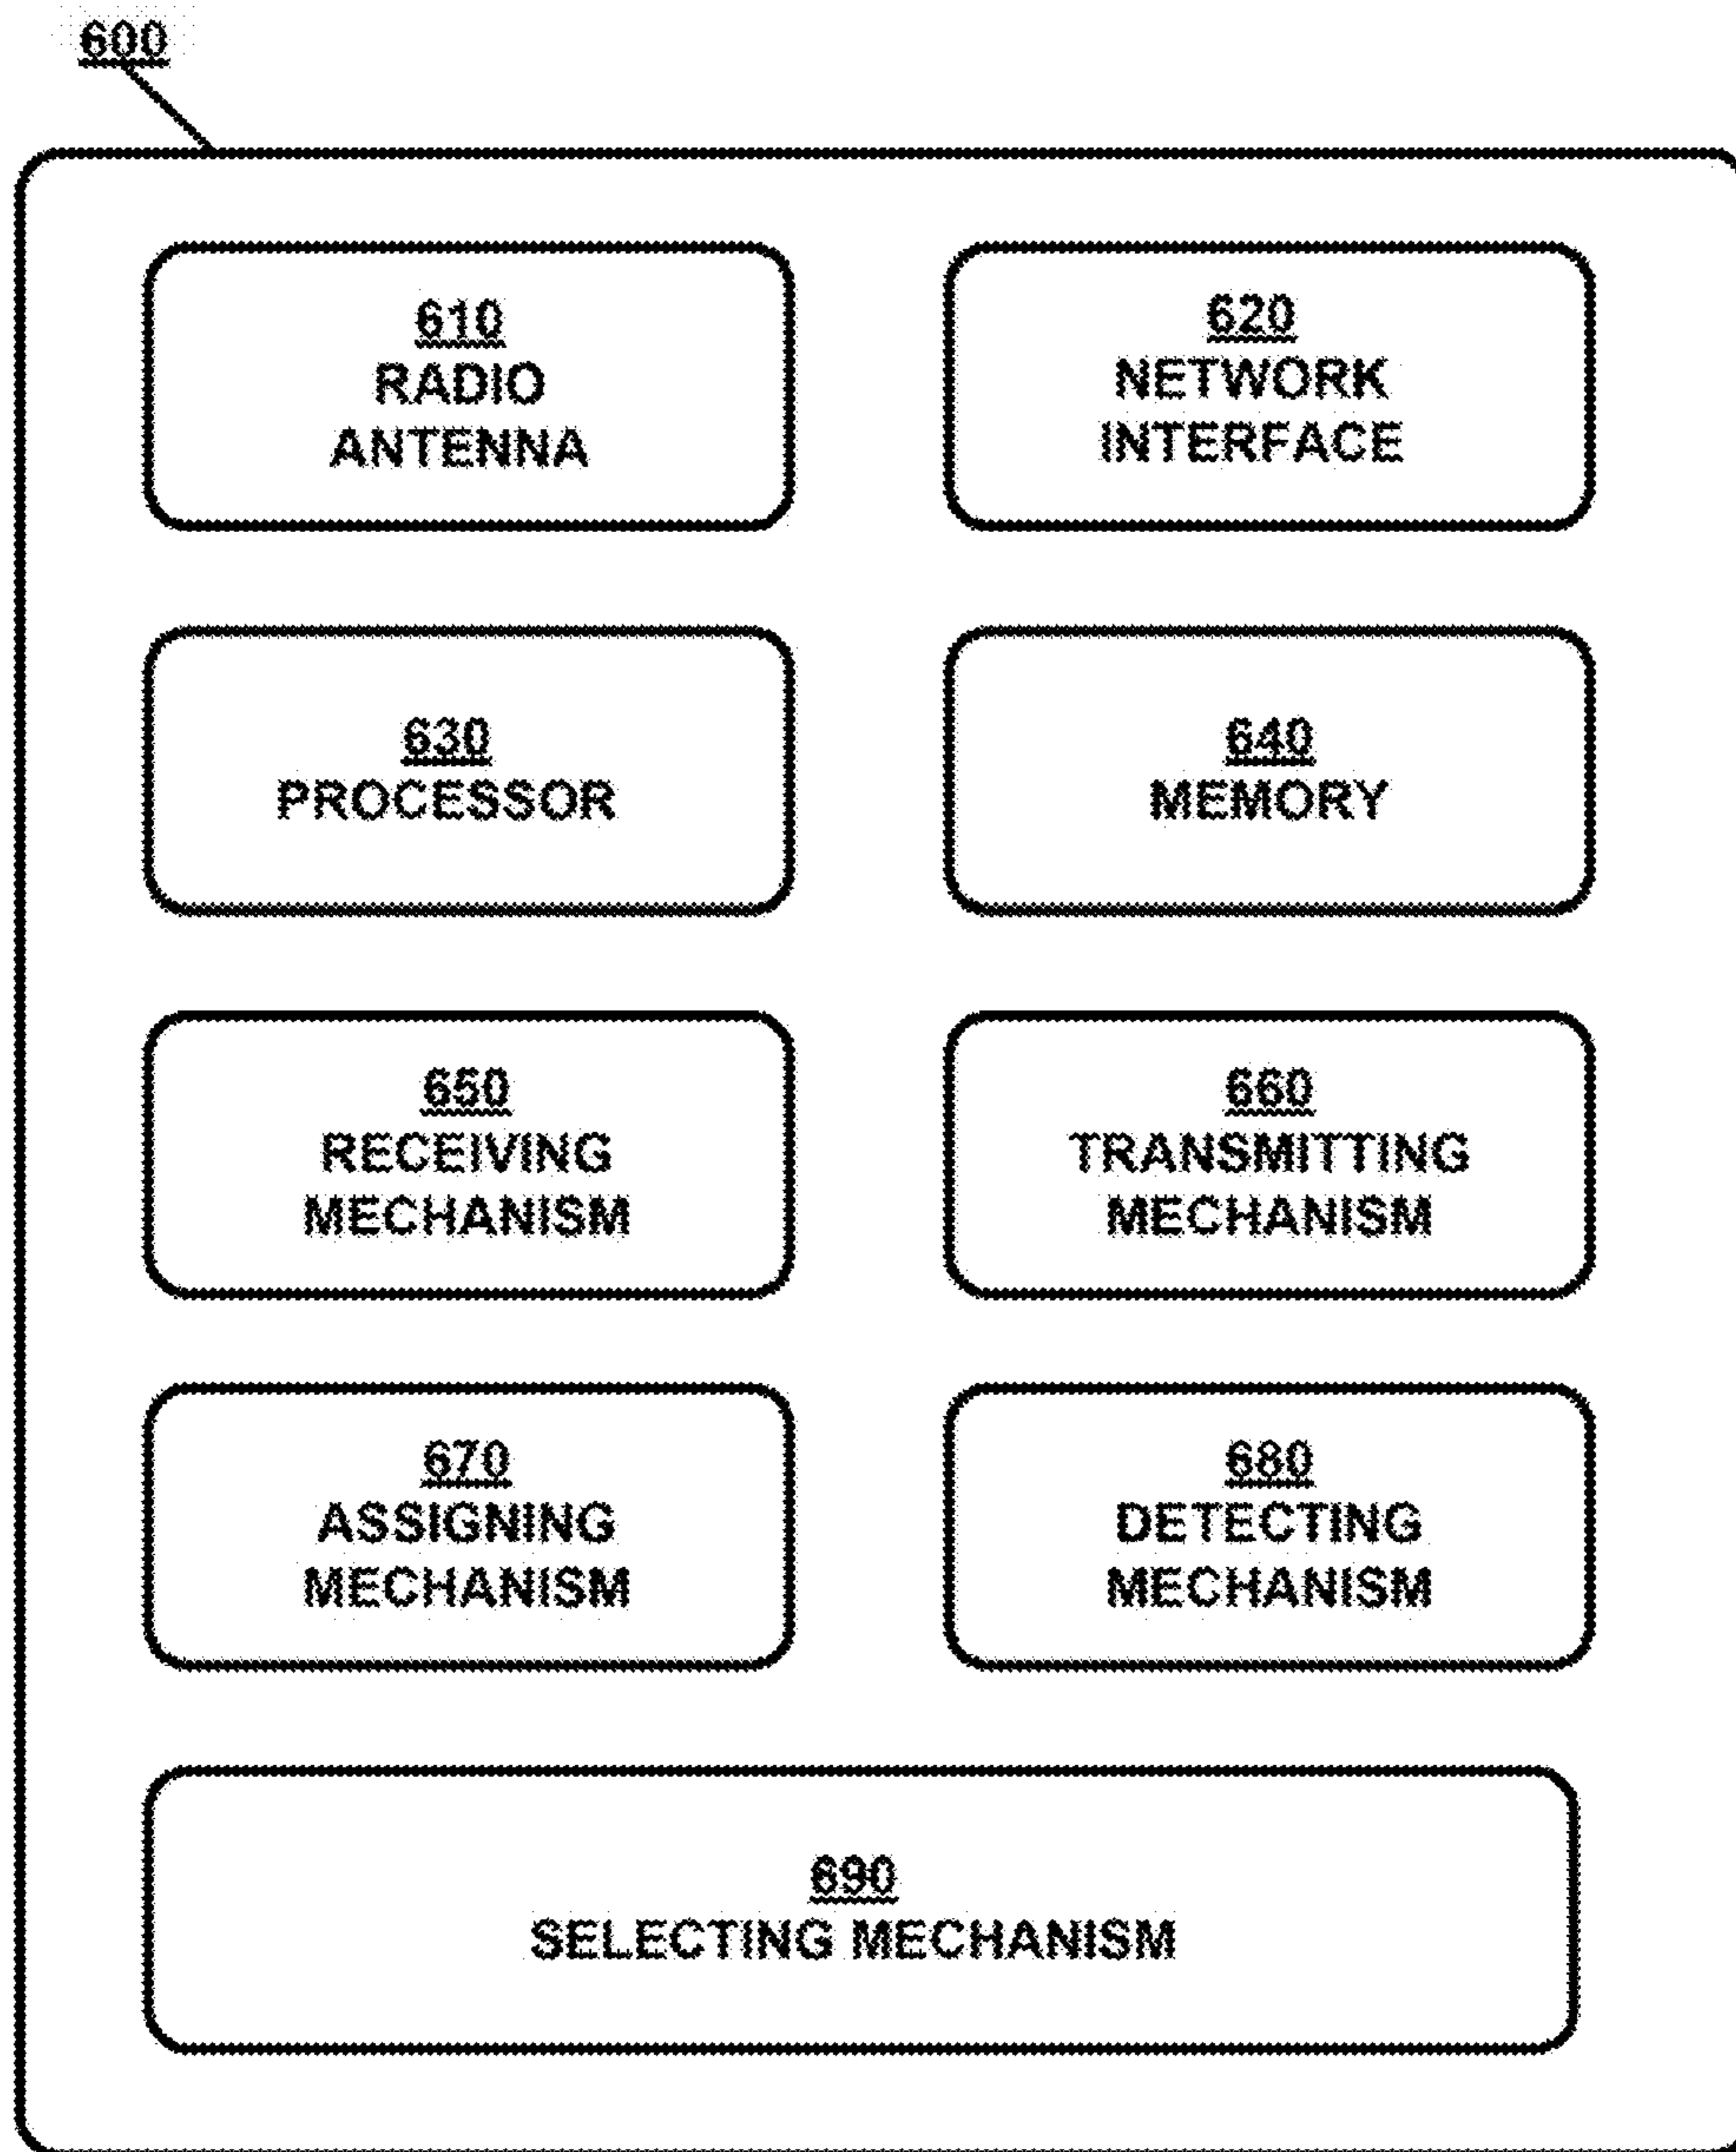 600
610
RADIO
ANTENNA
620
NETWORK
INTERFACE
630
PROCESSOR
640
MEMORY
650
RECEIVING
MECHANISM
660
TRANSMITTING
MECHANISM
670
ASSIGNING
MECHANISM
680
DETECTING
MECHANISM
690
SELECTING MECHANISM